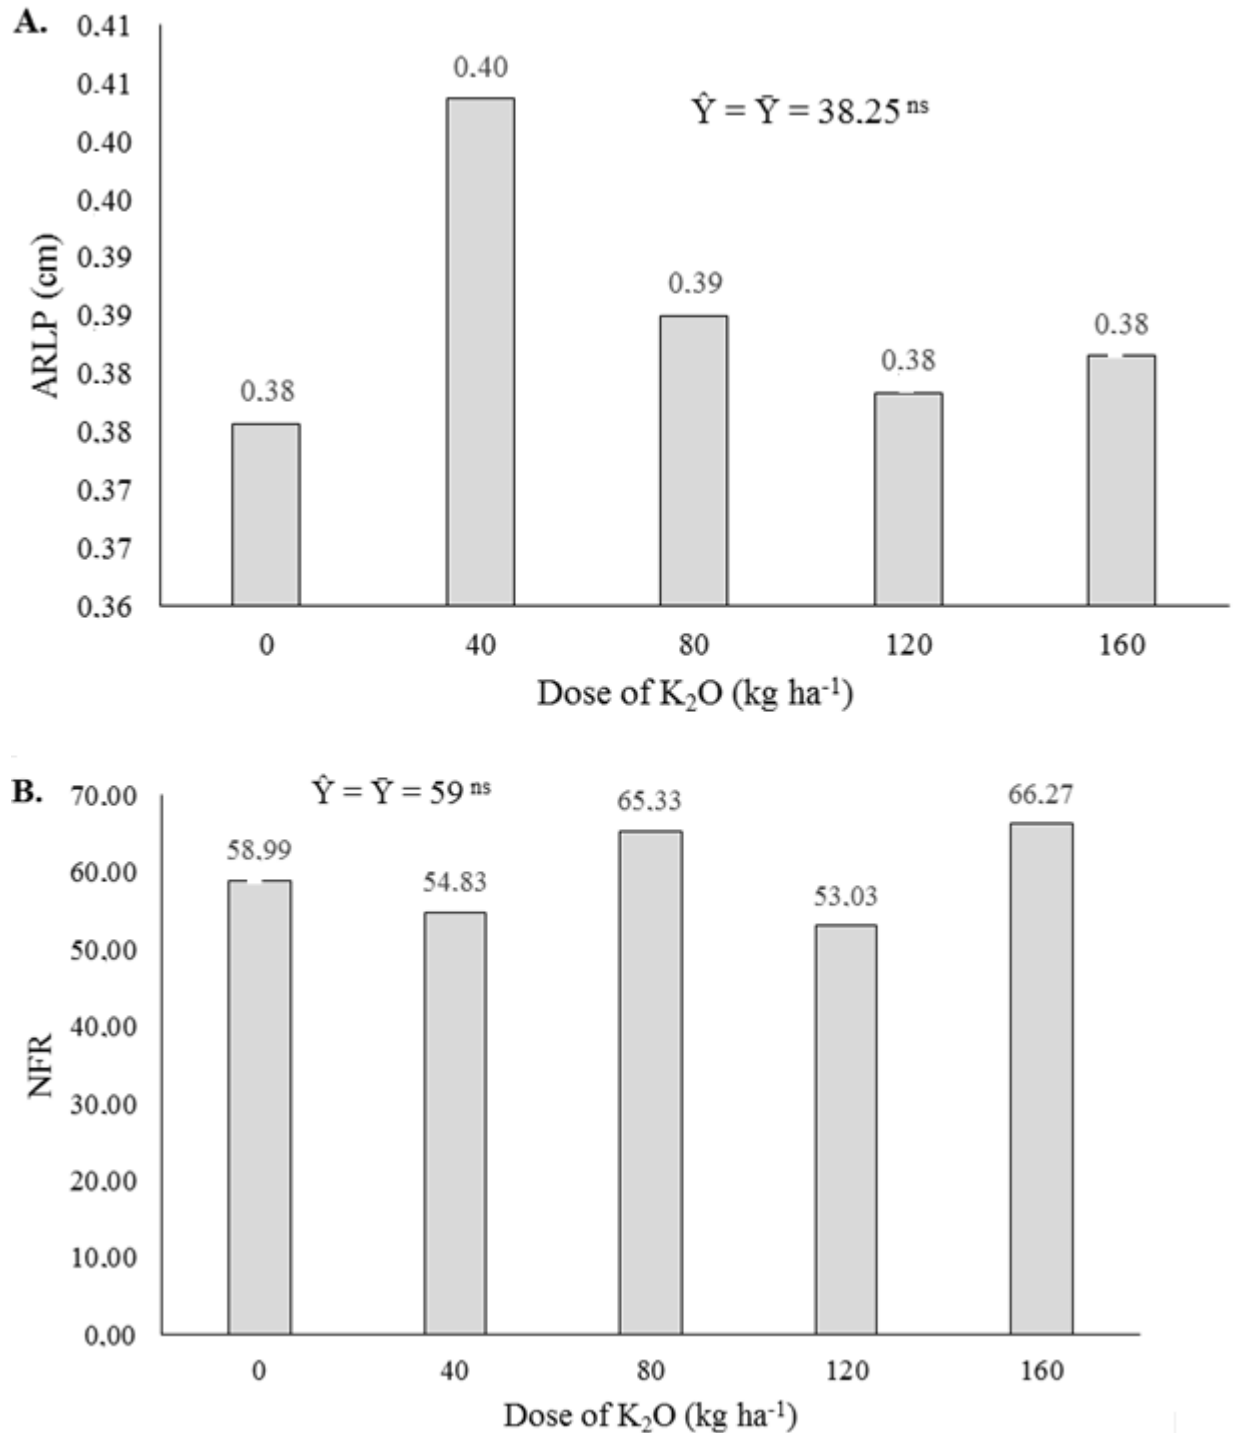 A.
0.41
0.41
0.40
0.40
0.39
0.39
0.38
0.38
0.37
0.37
0.36
ARLP (cm)
0.38
0.40
0.39
0.38
0.38
Ŷ = Ȳ = 38.25 ns
0 40 80 120 160
Dose of K₂O (kg ha⁻¹)
B.
Ŷ = Ȳ = 59 ns
70.00
60.00
50.00
40.00
30.00
20.00
10.00
0.00
NFR
58.99
54.83
65.33
53.03
66.27
0 40 80 120 160
Dose of K₂O (kg ha⁻¹)